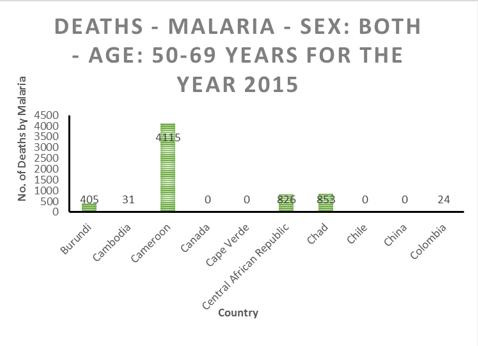 DEATHS - MALARIA - SEX: BOTH
- AGE: 50-69 YEARS FOR THE
YEAR 2015
No. of Deaths by Malaria
4500
4000
3500
3000
2500
2000
1500
1000
500
0
405
31
4115
0
0
826
853
0
0
24
Burundi
Cambodia
Cameroon
Canada
Cape Verde
Central African Republic
Chad
Chile
China
Colombia
Country